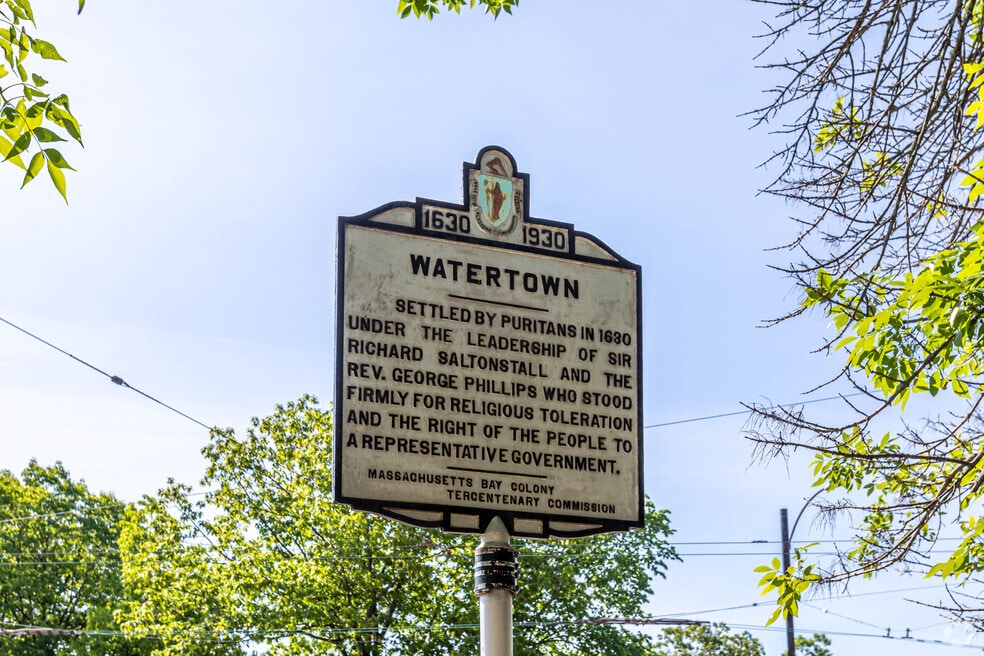 1630 1930
WATERTOWN
SETTLED BY PURITANS IN 1630
UNDER THE LEADERSHIP OF SIR
RICHARD SALTONSTALL AND THE
REV. GEORGE PHILLIPS WHO STOOD
FIRMLY FOR RELIGIOUS TOLERATION
AND THE RIGHT OF THE PEOPLE TO
A REPRESENTATIVE GOVERNMENT.
MASSACHUSETTS BAY COLONY
TERCENTENARY COMMISSION